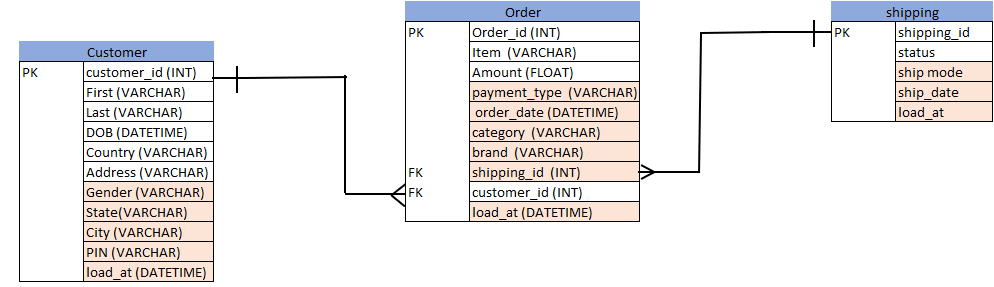 Customer
PK customer_id (INT)
First (VARCHAR)
Last (VARCHAR)
DOB (DATETIME)
Country (VARCHAR)
Address (VARCHAR)
Gender (VARCHAR)
State(VARCHAR)
City (VARCHAR)
PIN (VARCHAR)
load_at (DATETIME)
Order
PK Order_id (INT)
Item (VARCHAR)
Amount (FLOAT)
payment_type (VARCHAR)
order_date (DATETIME)
category (VARCHAR)
brand (VARCHAR)
FK shipping_id (INT)
FK customer_id (INT)
load_at (DATETIME)
shipping
PK shipping_id
status
ship mode
ship_date
load_at